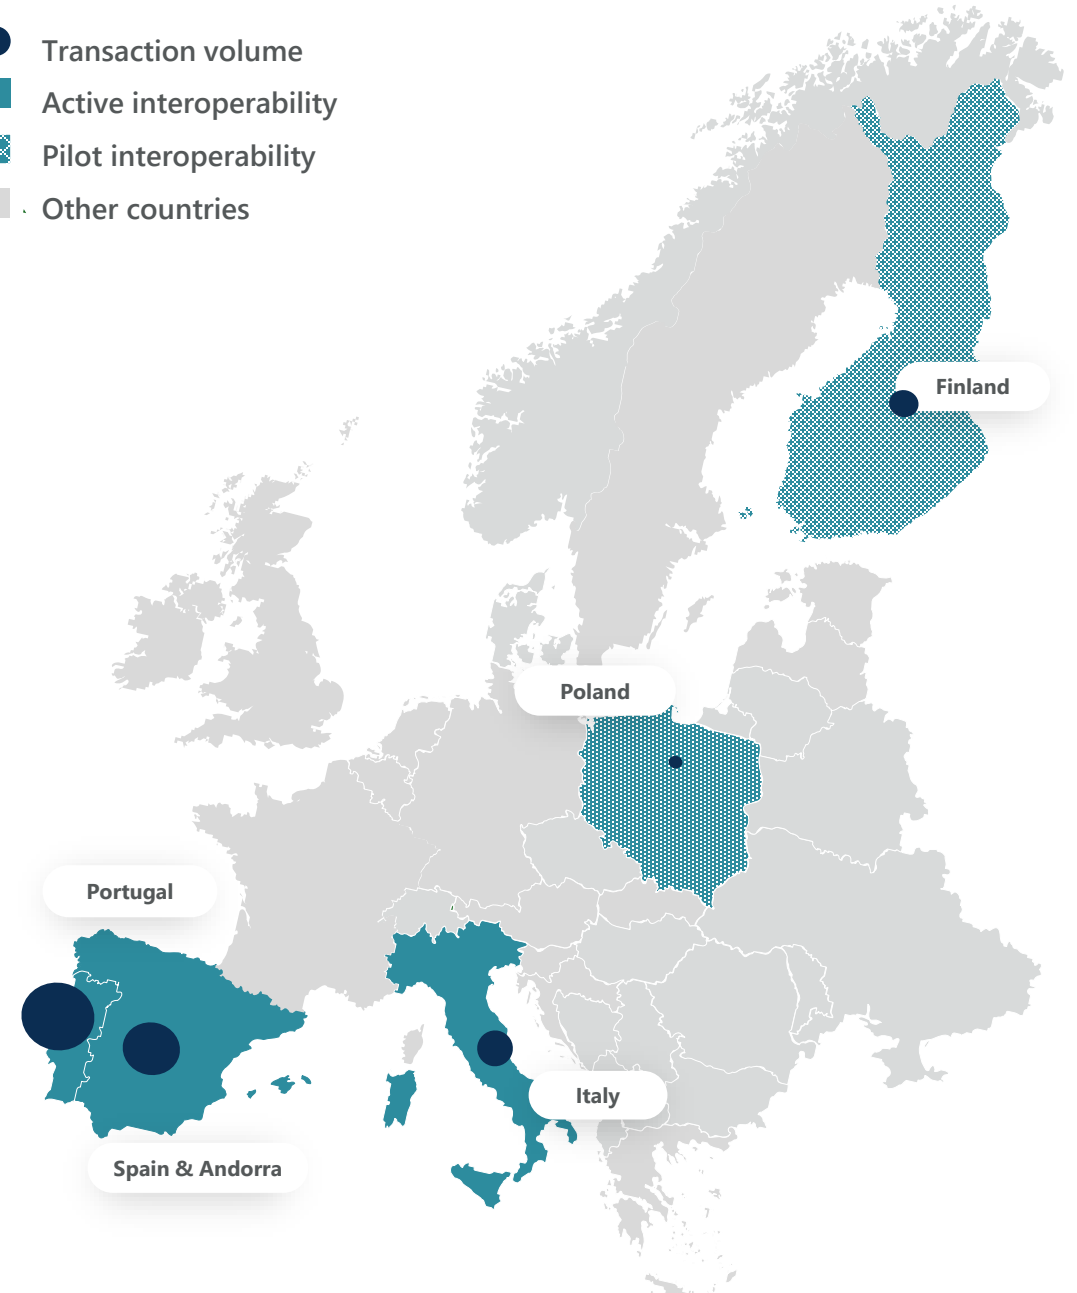 Transaction volume
Active interoperability
Pilot interoperability
Other countries
Finland
Poland
Portugal
Italy
Spain & Andorra